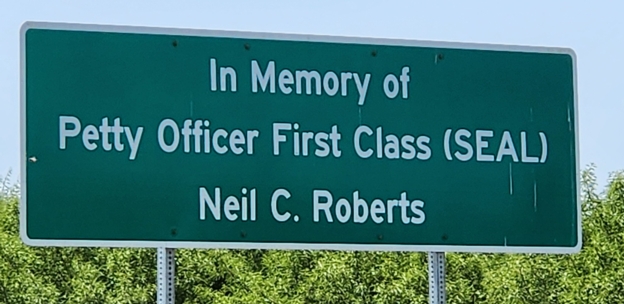 In Memory of
Petty Officer First Class (SEAL)
Neil C. Roberts